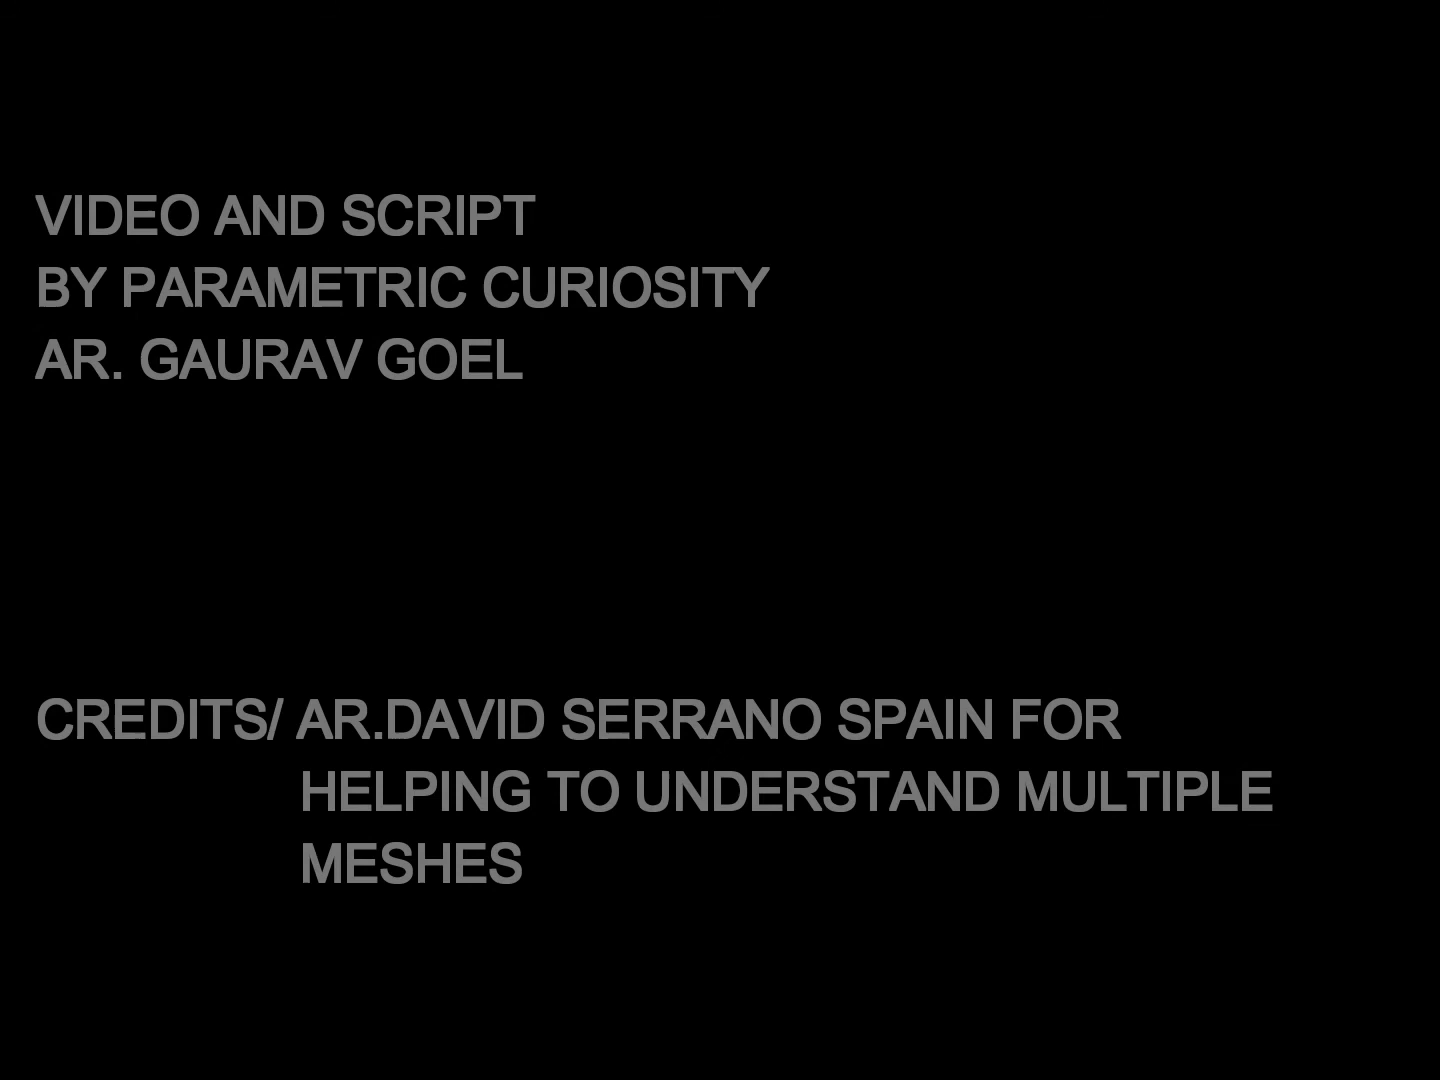 VIDEO AND SCRIPT
BY PARAMETRIC CURIOSITY
AR. GAURAV GOEL
CREDITS/ AR.DAVID SERRANO SPAIN FOR
HELPING TO UNDERSTAND MULTIPLE
MESHES